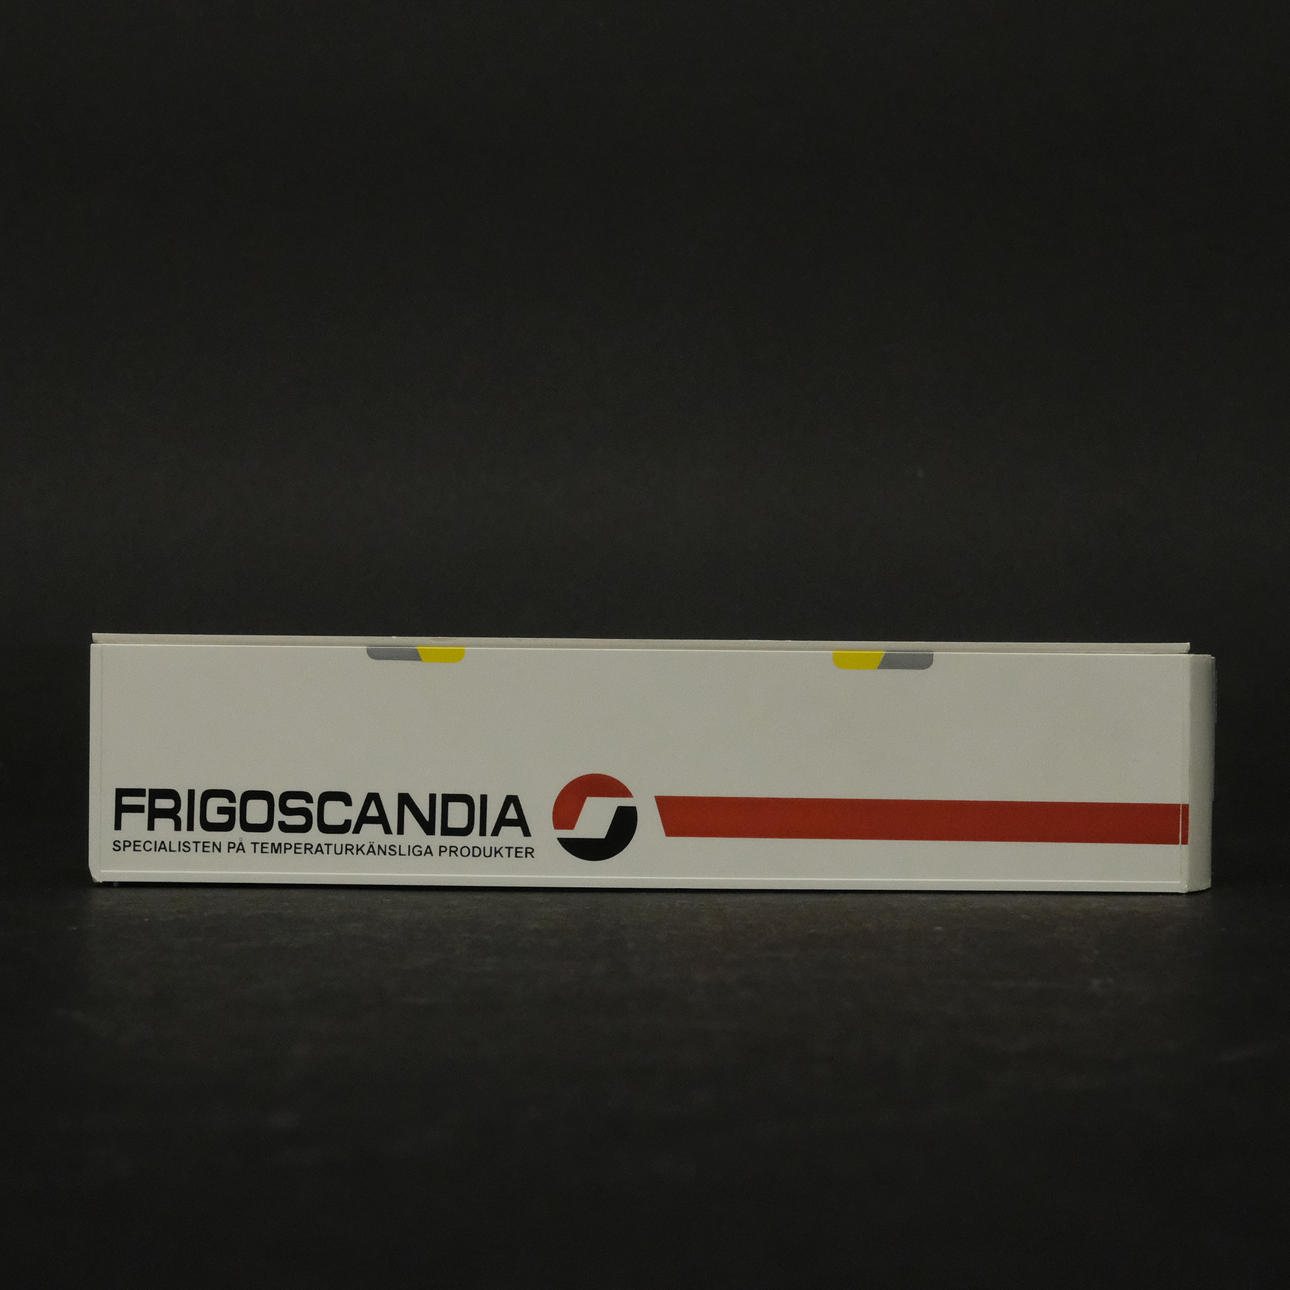 FRIGOSCANDIA
SPECIALISTEN PÅ TEMPERATURKÄNSLIGA PRODUKTER